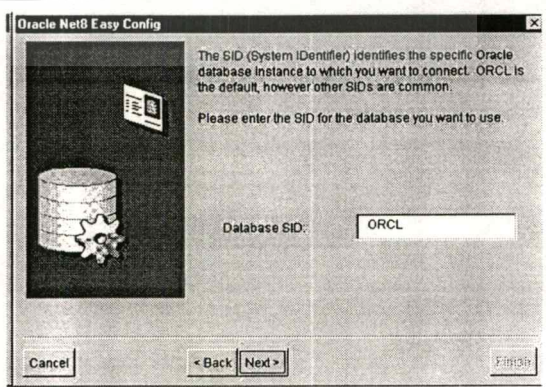 Oracle Net8 Easy Config
The SID (System IDentifier) identifies the specific Oracle
database instance to which you want to connect. ORCL is
the default, however other SIDs are common.
Please enter the SID for the database you want to use.
Database SID:
ORCL
Cancel
< Back
Next >
Finish